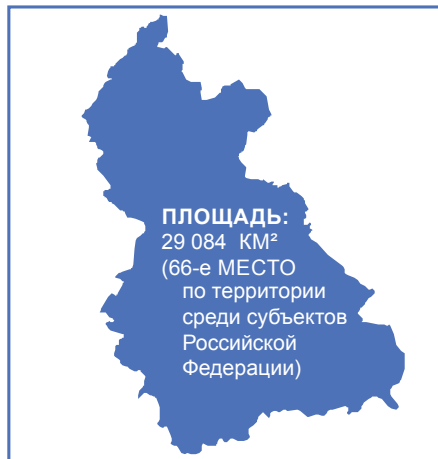 ПЛОЩАДЬ:
29 084 КМ²
(66-е МЕСТО
по территории
среди субъектов
Российской
Федерации)